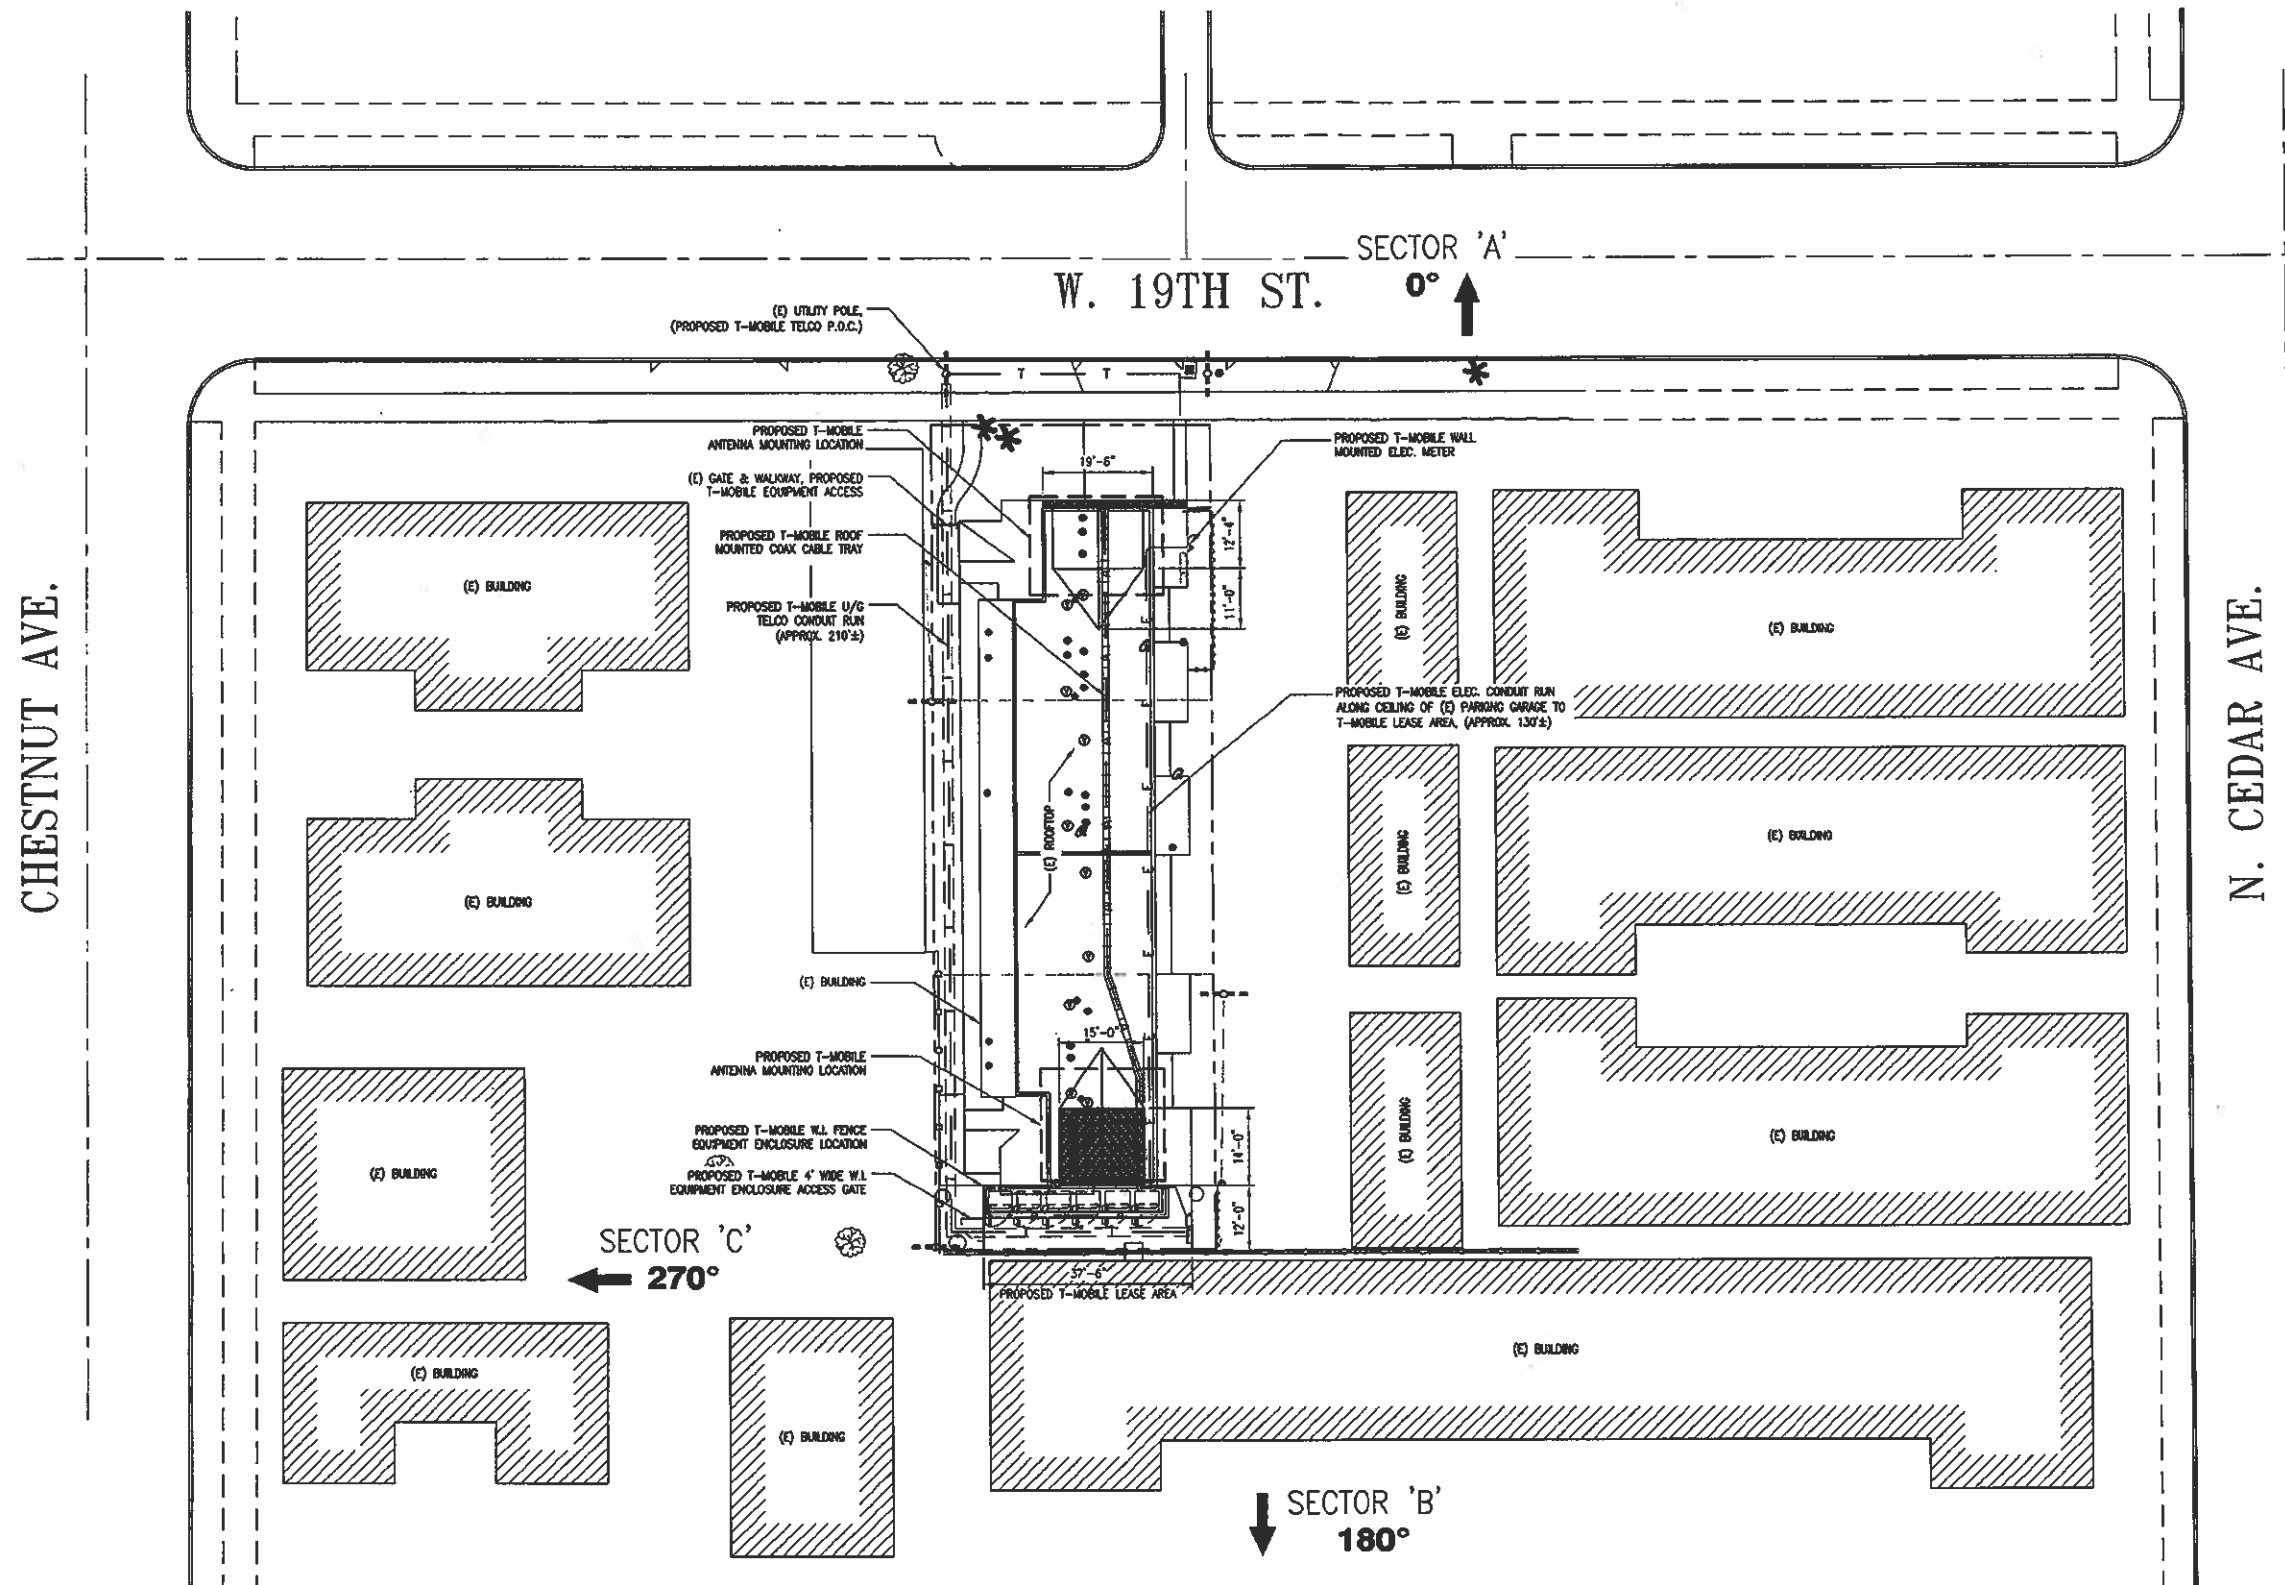 SECTOR 'A'
0°
W. 19TH ST.
(E) UTILITY POLE,
(PROPOSED T-MOBILE TELCO P.O.C.)
T
T
PROPOSED T-MOBILE
ANTENNA MOUNTING LOCATION
PROPOSED T-MOBILE WALL
MOUNTED ELEC. METER
19'-6"
(E) GATE & WALKWAY, PROPOSED
T-MOBILE EQUIPMENT ACCESS
PROPOSED T-MOBILE ROOF
MOUNTED COAX CABLE TRAY
12'-4"
11'-0"
PROPOSED T-MOBILE U/G
TELCO CONDUIT RUN
(APPROX. 210'±)
(E) BUILDING
(E) BUILDING
(E) BUILDING
CHESTNUT AVE.
N. CEDAR AVE.
PROPOSED T-MOBILE ELEC. CONDUIT RUN
ALONG CEILING OF (E) PARKING GARAGE TO
T-MOBILE LEASE AREA, (APPROX. 130'±)
(E) ROOFTOP
E
E
E
E
E
E
(E) BUILDING
(E) BUILDING
(E) BUILDING
(E) BUILDING
15'-0"
PROPOSED T-MOBILE
ANTENNA MOUNTING LOCATION
PROPOSED T-MOBILE W.I. FENCE
EQUIPMENT ENCLOSURE LOCATION
PROPOSED T-MOBILE 4' WIDE W.I.
EQUIPMENT ENCLOSURE ACCESS GATE
14'-0"
12'-0"
(E) BUILDING
(E) BUILDING
(E) BUILDING
SECTOR 'C'
270°
37'-6"
PROPOSED T-MOBILE LEASE AREA
(E) BUILDING
(E) BUILDING
(E) BUILDING
SECTOR 'B'
180°